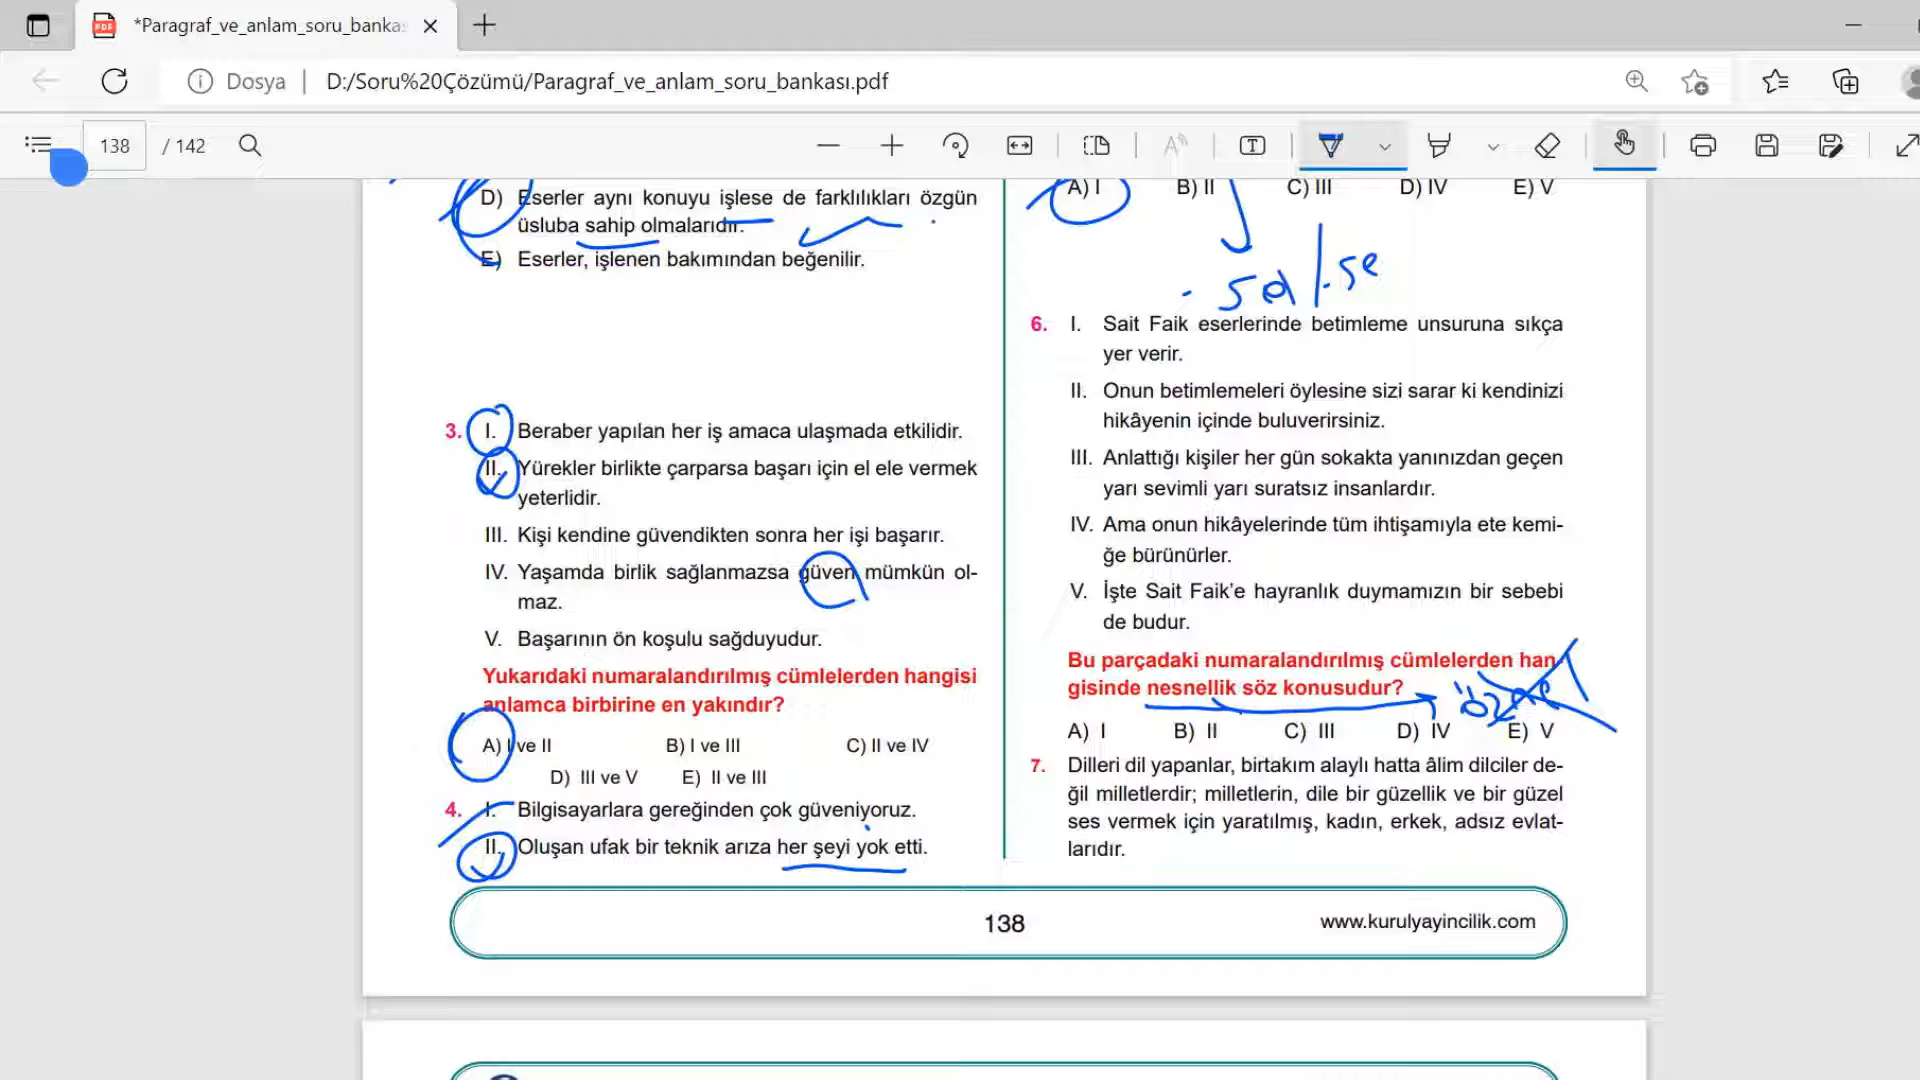 *Paragraf_ve_anlam_soru_banka
Dosya
D:/Soru%20Çözümü/Paragraf_ve_anlam_soru_bankası.pdf
138 / 142
D) Eserler aynı konuyu işlese de farklılıkları özgün
üsluba sahip olmalarıdır.
E) Eserler, işlenen bakımından beğenilir.
3. I. Beraber yapılan her iş amaca ulaşmada etkilidir.
II. Yürekler birlikte çarparsa başarı için el ele vermek
yeterlidir.
III. Kişi kendine güvendikten sonra her işi başarır.
IV. Yaşamda birlik sağlanmazsa güven mümkün ol-
maz.
V. Başarının ön koşulu sağduyudur.
Yukarıdaki numaralandırılmış cümlelerden hangisi
anlamca birbirine en yakındır?
A) I ve II B) I ve III C) II ve IV
D) III ve V E) II ve III
4. I. Bilgisayarlara gereğinden çok güveniyoruz.
II. Oluşan ufak bir teknik arıza her şeyi yok etti.
A) I B) II C) III D) IV E) V
6. I. Sait Faik eserlerinde betimleme unsuruna sıkça
yer verir.
II. Onun betimlemeleri öylesine sizi sarar ki kendinizi
hikâyenin içinde buluverirsiniz.
III. Anlattığı kişiler her gün sokakta yanınızdan geçen
yarı sevimli yarı suratsız insanlardır.
IV. Ama onun hikâyelerinde tüm ihtişamıyla ete kemi-
ğe bürünürler.
V. İşte Sait Faik'e hayranlık duymamızın bir sebebi
de budur.
Bu parçadaki numaralandırılmış cümlelerden han-
gisinde nesnellik söz konusudur?
A) I B) II C) III D) IV E) V
7. Dilleri dil yapanlar, birtakım alaylı hatta âlim dilciler de-
ğil milletlerdir; milletlerin, dile bir güzellik ve bir güzel
ses vermek için yaratılmış, kadın, erkek, adsız evlat-
larıdır.
138
www.kurulyayincilik.com